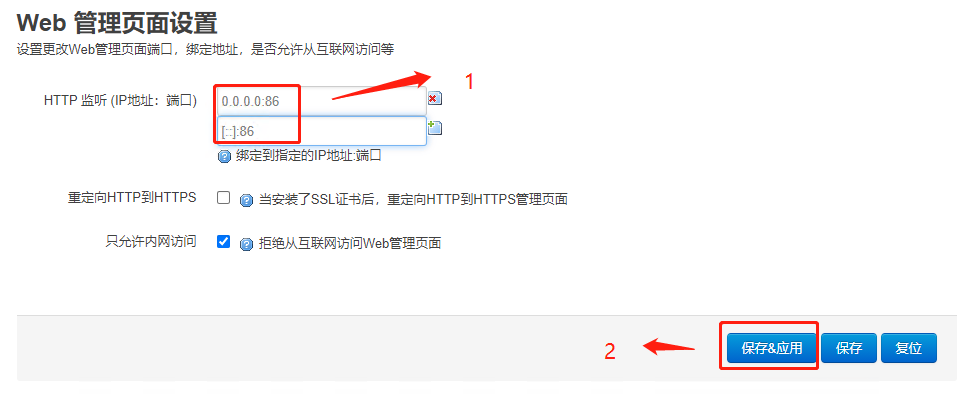 Web 管理页面设置
设置更改Web管理页面端口，绑定地址，是否允许从互联网访问等
1
HTTP 监听 (IP地址：端口)
0.0.0.0:86
[::]:86
绑定到指定的IP地址:端口
重定向HTTP到HTTPS
当安装了SSL证书后，重定向HTTP到HTTPS管理页面
只允许内网访问
拒绝从互联网访问Web管理页面
2
保存&应用
保存
复位